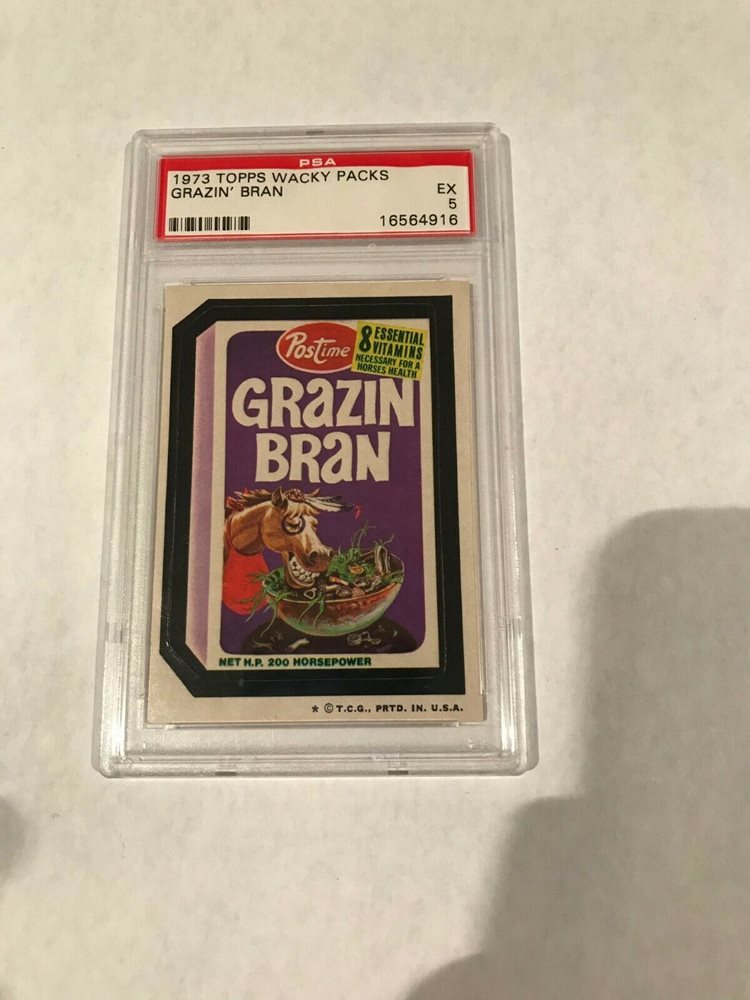 PSA
1973 TOPPS WACKY PACKS
GRAZIN' BRAN
EX
5
16564916
Postime
8 ESSENTIAL
VITAMINS
NECESSARY FOR A
HORSES HEALTH
GRAZIN
BRAN
NET H.P. 200 HORSEPOWER
* © T.C.G., PRTD. IN. U.S.A.